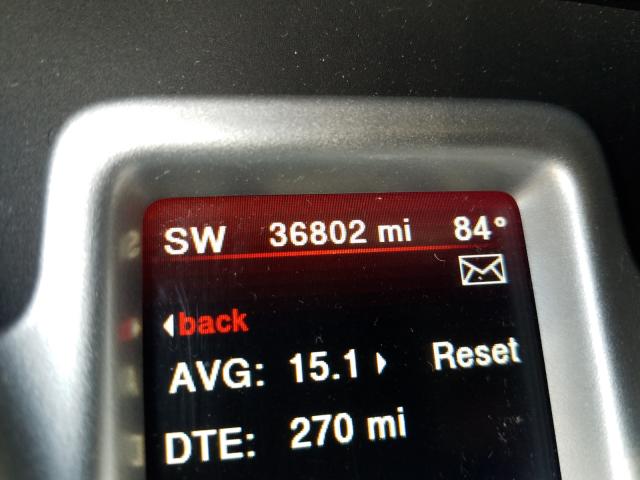 SW 36802 mi 84°
back
AVG: 15.1 Reset
DTE: 270 mi